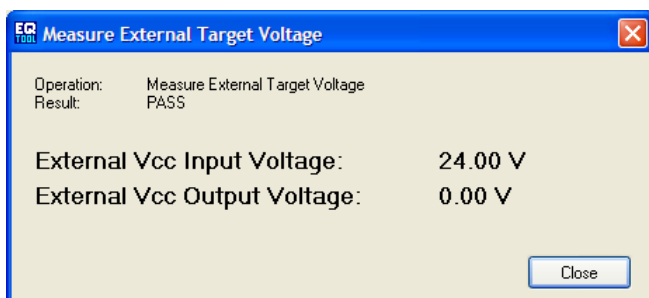 EQ TOOL Measure External Target Voltage
Operation: Measure External Target Voltage
Result: PASS
External Vcc Input Voltage: 24.00 V
External Vcc Output Voltage: 0.00 V
Close